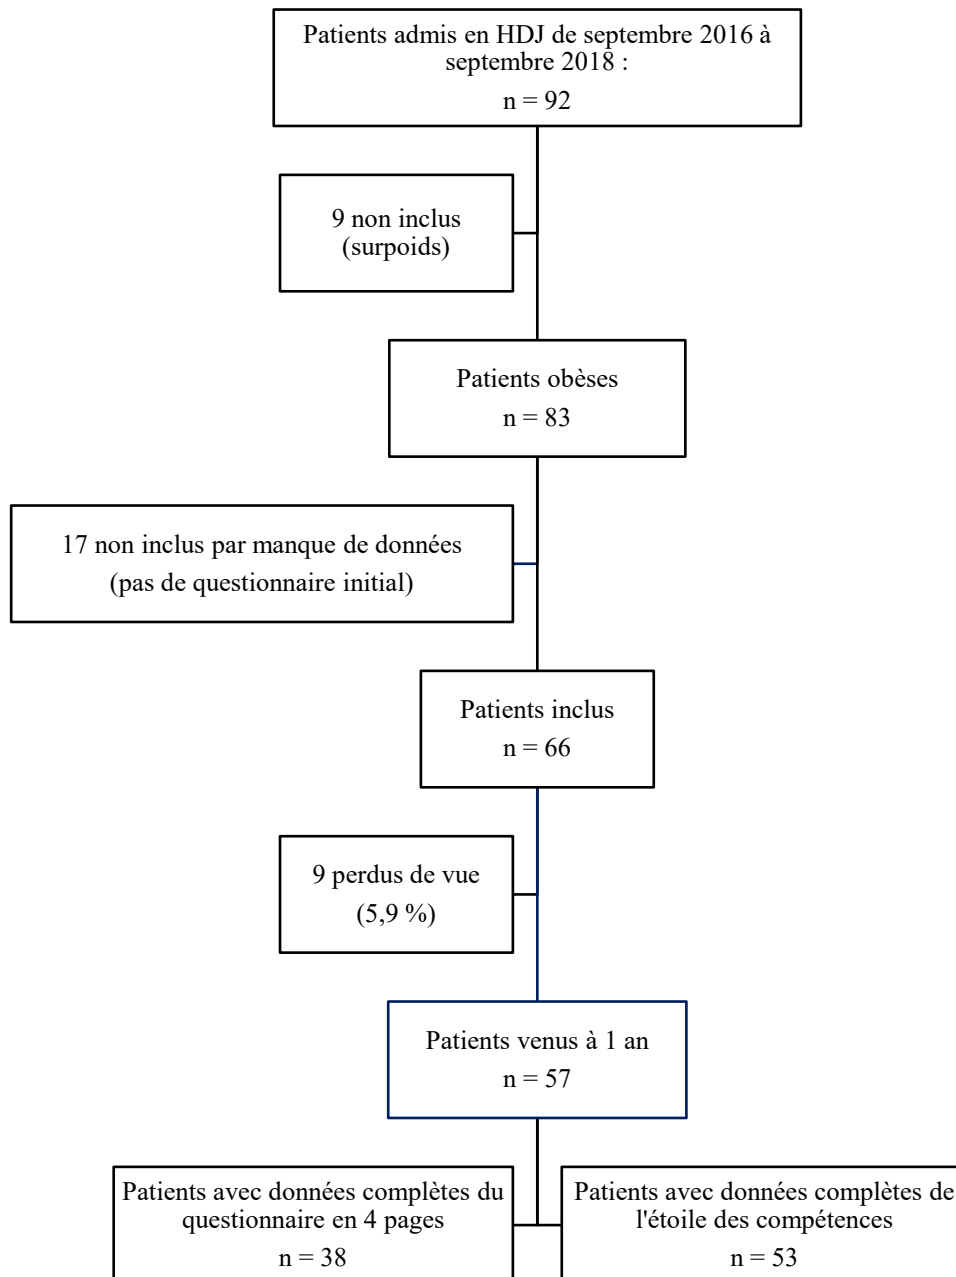 Patients admis en HDJ de septembre 2016 à
septembre 2018 :
n = 92
9 non inclus
(surpoids)
Patients obèses
n = 83
17 non inclus par manque de données
(pas de questionnaire initial)
Patients inclus
n = 66
9 perdus de vue
(5,9 %)
Patients venus à 1 an
n = 57
Patients avec données complètes du
questionnaire en 4 pages
n = 38
Patients avec données complètes de
l'étoile des compétences
n = 53